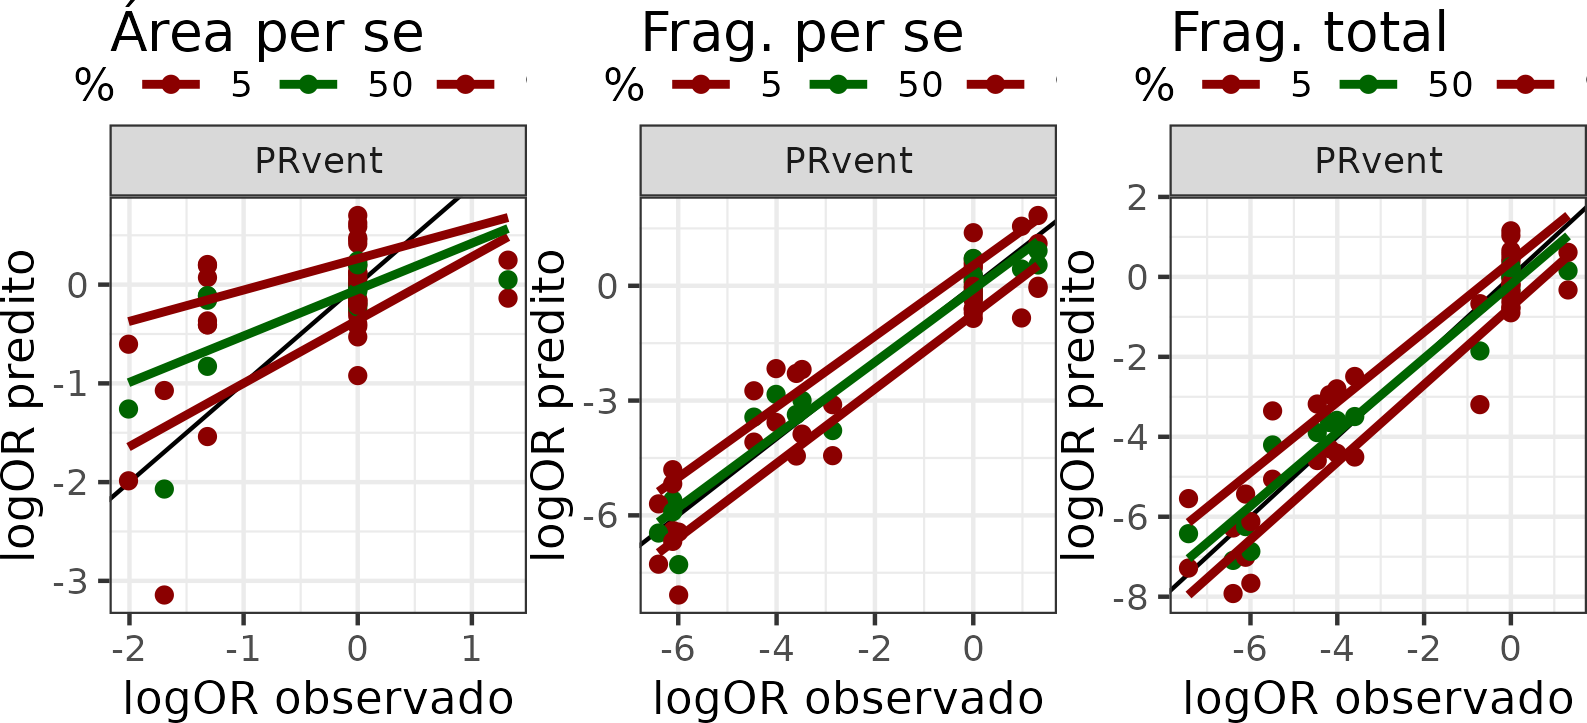 Área per se
% 5 50
PRvent
logOR predito
0
-1
-2
-3
-2 -1 0 1
logOR observado
Frag. per se
% 5 50
PRvent
logOR predito
0
-3
-6
-6 -4 -2 0
logOR observado
Frag. total
% 5 50
PRvent
logOR predito
2
0
-2
-4
-6
-8
-6 -4 -2 0
logOR observado